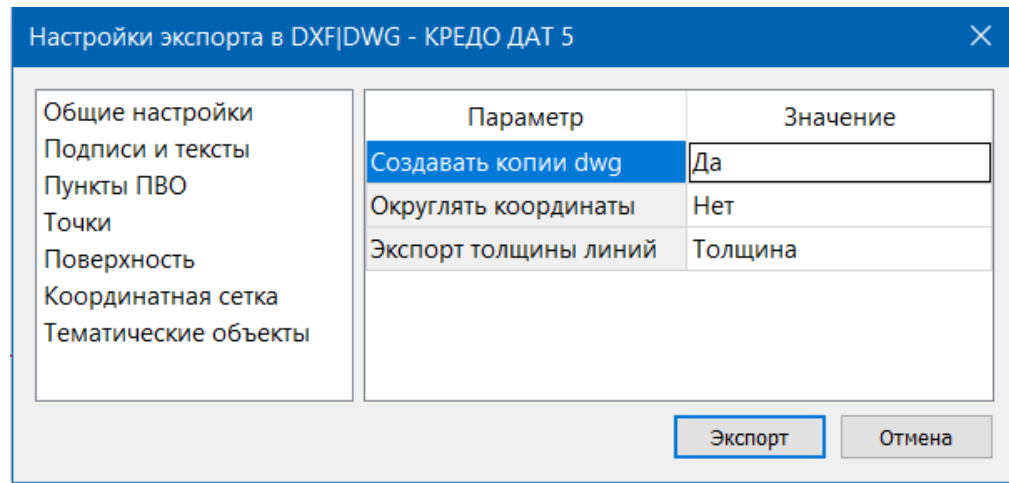 Настройки экспорта в DXF|DWG - КРЕДО ДАТ 5
Общие настройки
Подписи и тексты
Пункты ПВО
Точки
Поверхность
Координатная сетка
Тематические объекты
Параметр Значение
Создавать копии dwg Да
Округлять координаты Нет
Экспорт толщины линий Толщина
Экспорт Отмена